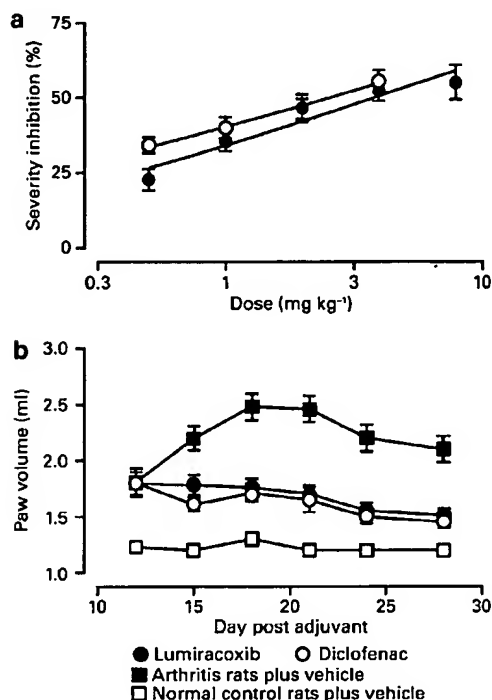 a
75
50
25
0
Severity inhibition (%)
0.3 1 3 10
Dose (mg kg⁻¹)
b
3.0
2.5
2.0
1.5
1.0
Paw volume (ml)
10 15 20 25 30
Day post adjuvant
Lumiracoxib Diclofenac
Arthritis rats plus vehicle
Normal control rats plus vehicle